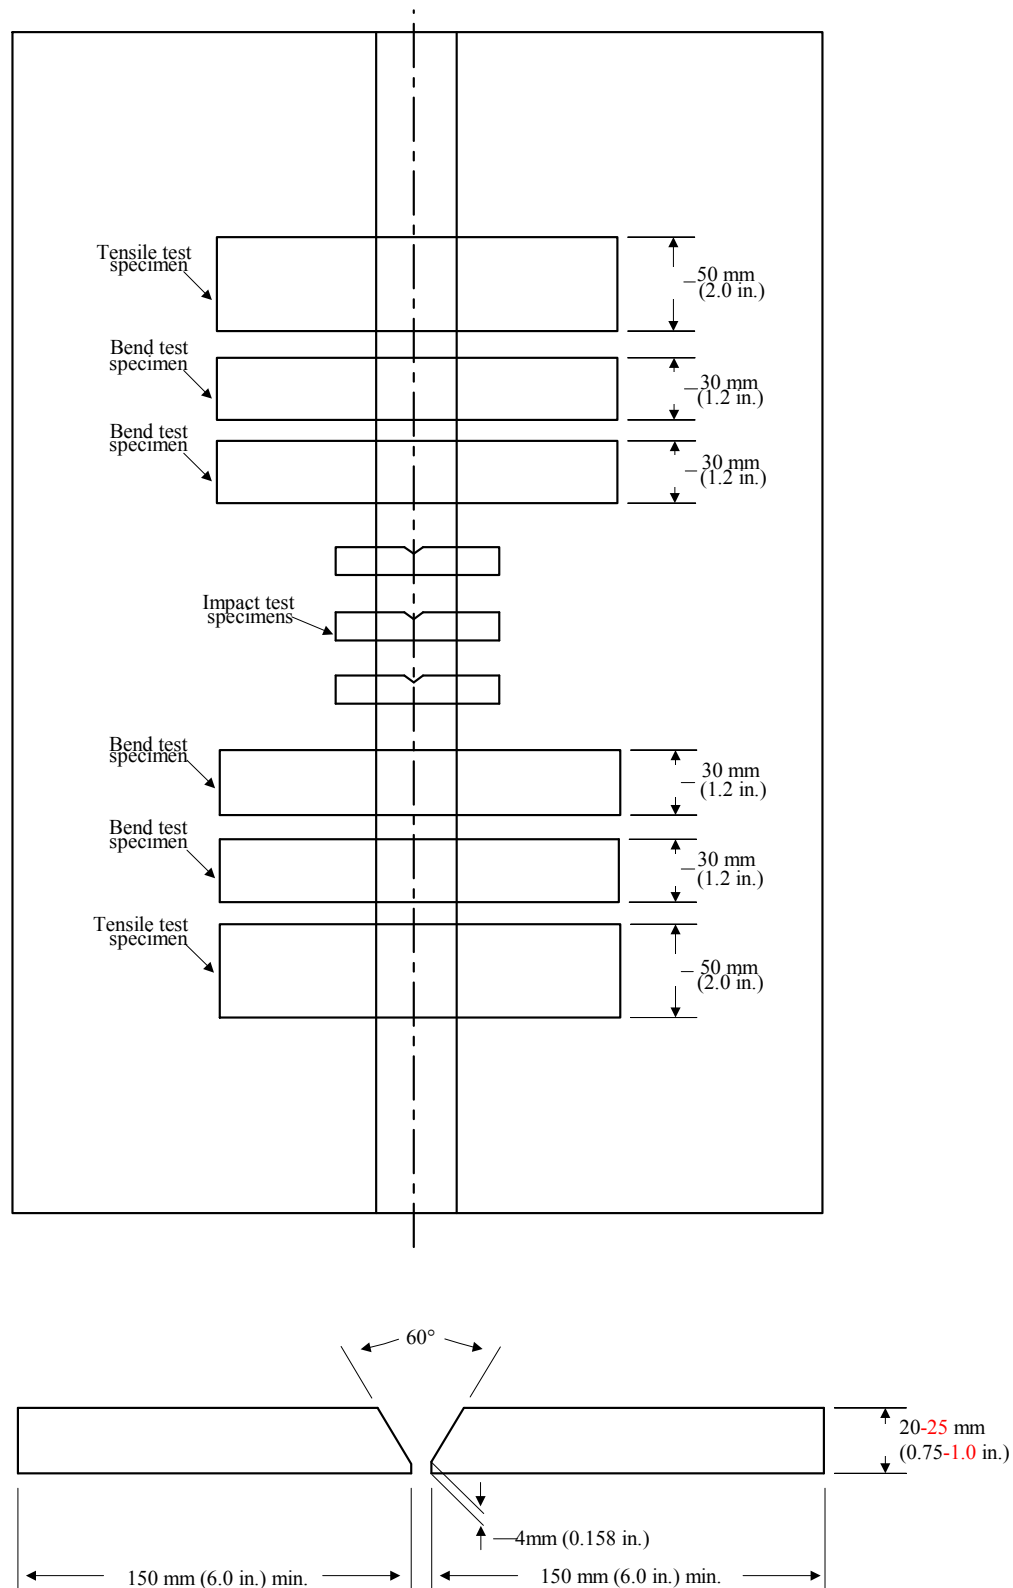 Tensile test
specimen
50 mm
(2.0 in.)
Bend test
specimen
30 mm
(1.2 in.)
Bend test
specimen
30 mm
(1.2 in.)
Impact test
specimens
Bend test
specimen
30 mm
(1.2 in.)
Bend test
specimen
30 mm
(1.2 in.)
Tensile test
specimen
50 mm
(2.0 in.)
60°
20-25 mm
(0.75-1.0 in.)
4mm (0.158 in.)
150 mm (6.0 in.) min.
150 mm (6.0 in.) min.